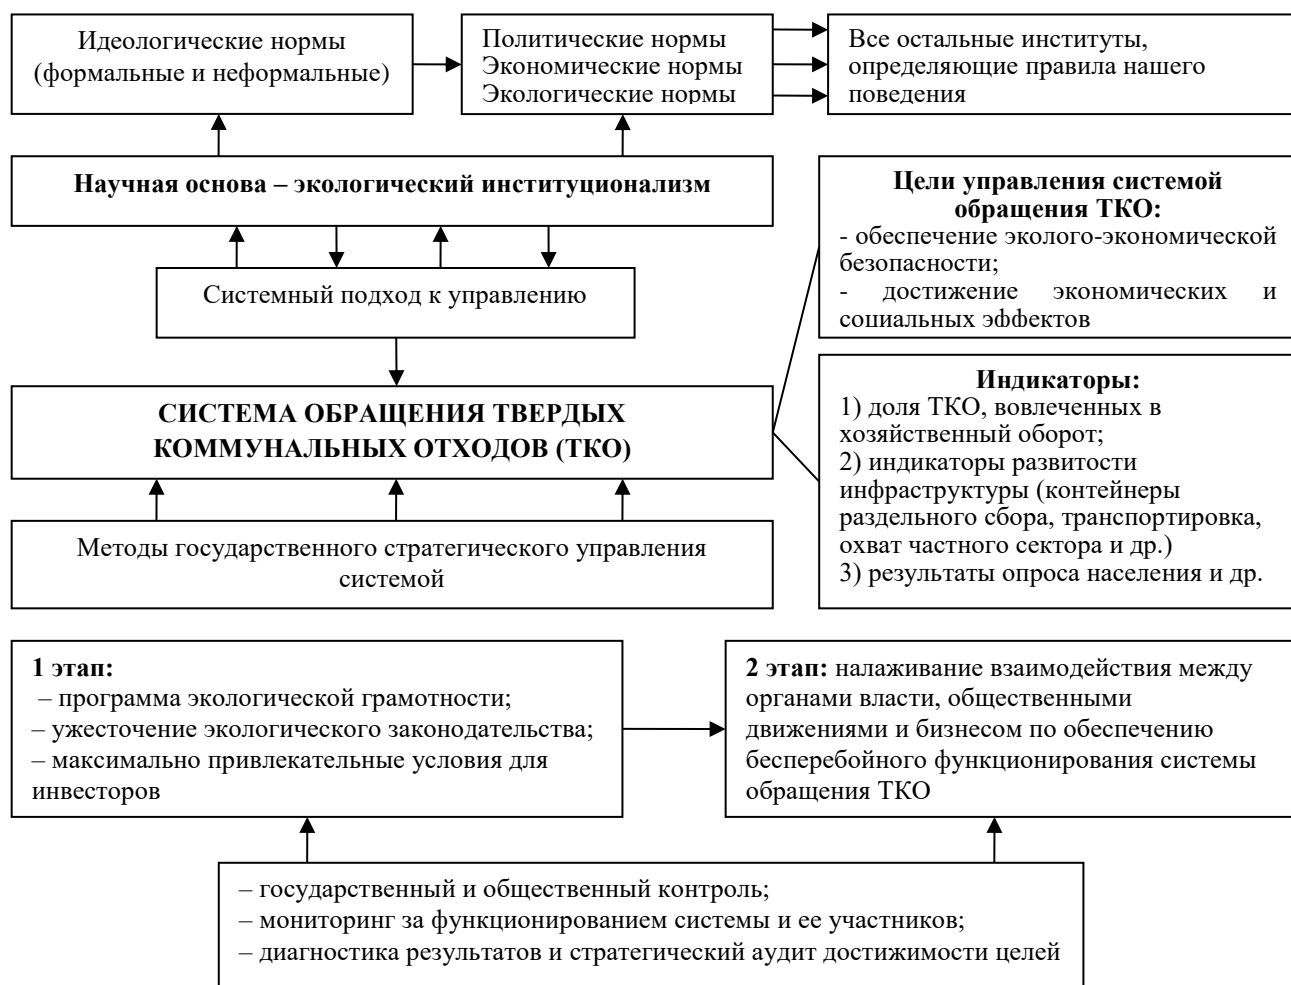 Идеологические нормы
(формальные и неформальные)
Политические нормы
Экономические нормы
Экологические нормы
Все остальные институты,
определяющие правила нашего
поведения
Научная основа – экологический институционализм
Системный подход к управлению
Цели управления системой
обращения ТКО:
- обеспечение эколого-экономической
безопасности;
- достижение экономических и
социальных эффектов
СИСТЕМА ОБРАЩЕНИЯ ТВЕРДЫХ
КОММУНАЛЬНЫХ ОТХОДОВ (ТКО)
Индикаторы:
1) доля ТКО, вовлеченных в
хозяйственный оборот;
2) индикаторы развитости
инфраструктуры (контейнеры
раздельного сбора, транспортировка,
охват частного сектора и др.)
3) результаты опроса населения и др.
Методы государственного стратегического управления
системой
1 этап:
– программа экологической грамотности;
– ужесточение экологического законодательства;
– максимально привлекательные условия для
инвесторов
2 этап: налаживание взаимодействия между
органами власти, общественными
движениями и бизнесом по обеспечению
бесперебойного функционирования системы
обращения ТКО
– государственный и общественный контроль;
– мониторинг за функционированием системы и ее участников;
– диагностика результатов и стратегический аудит достижимости целей